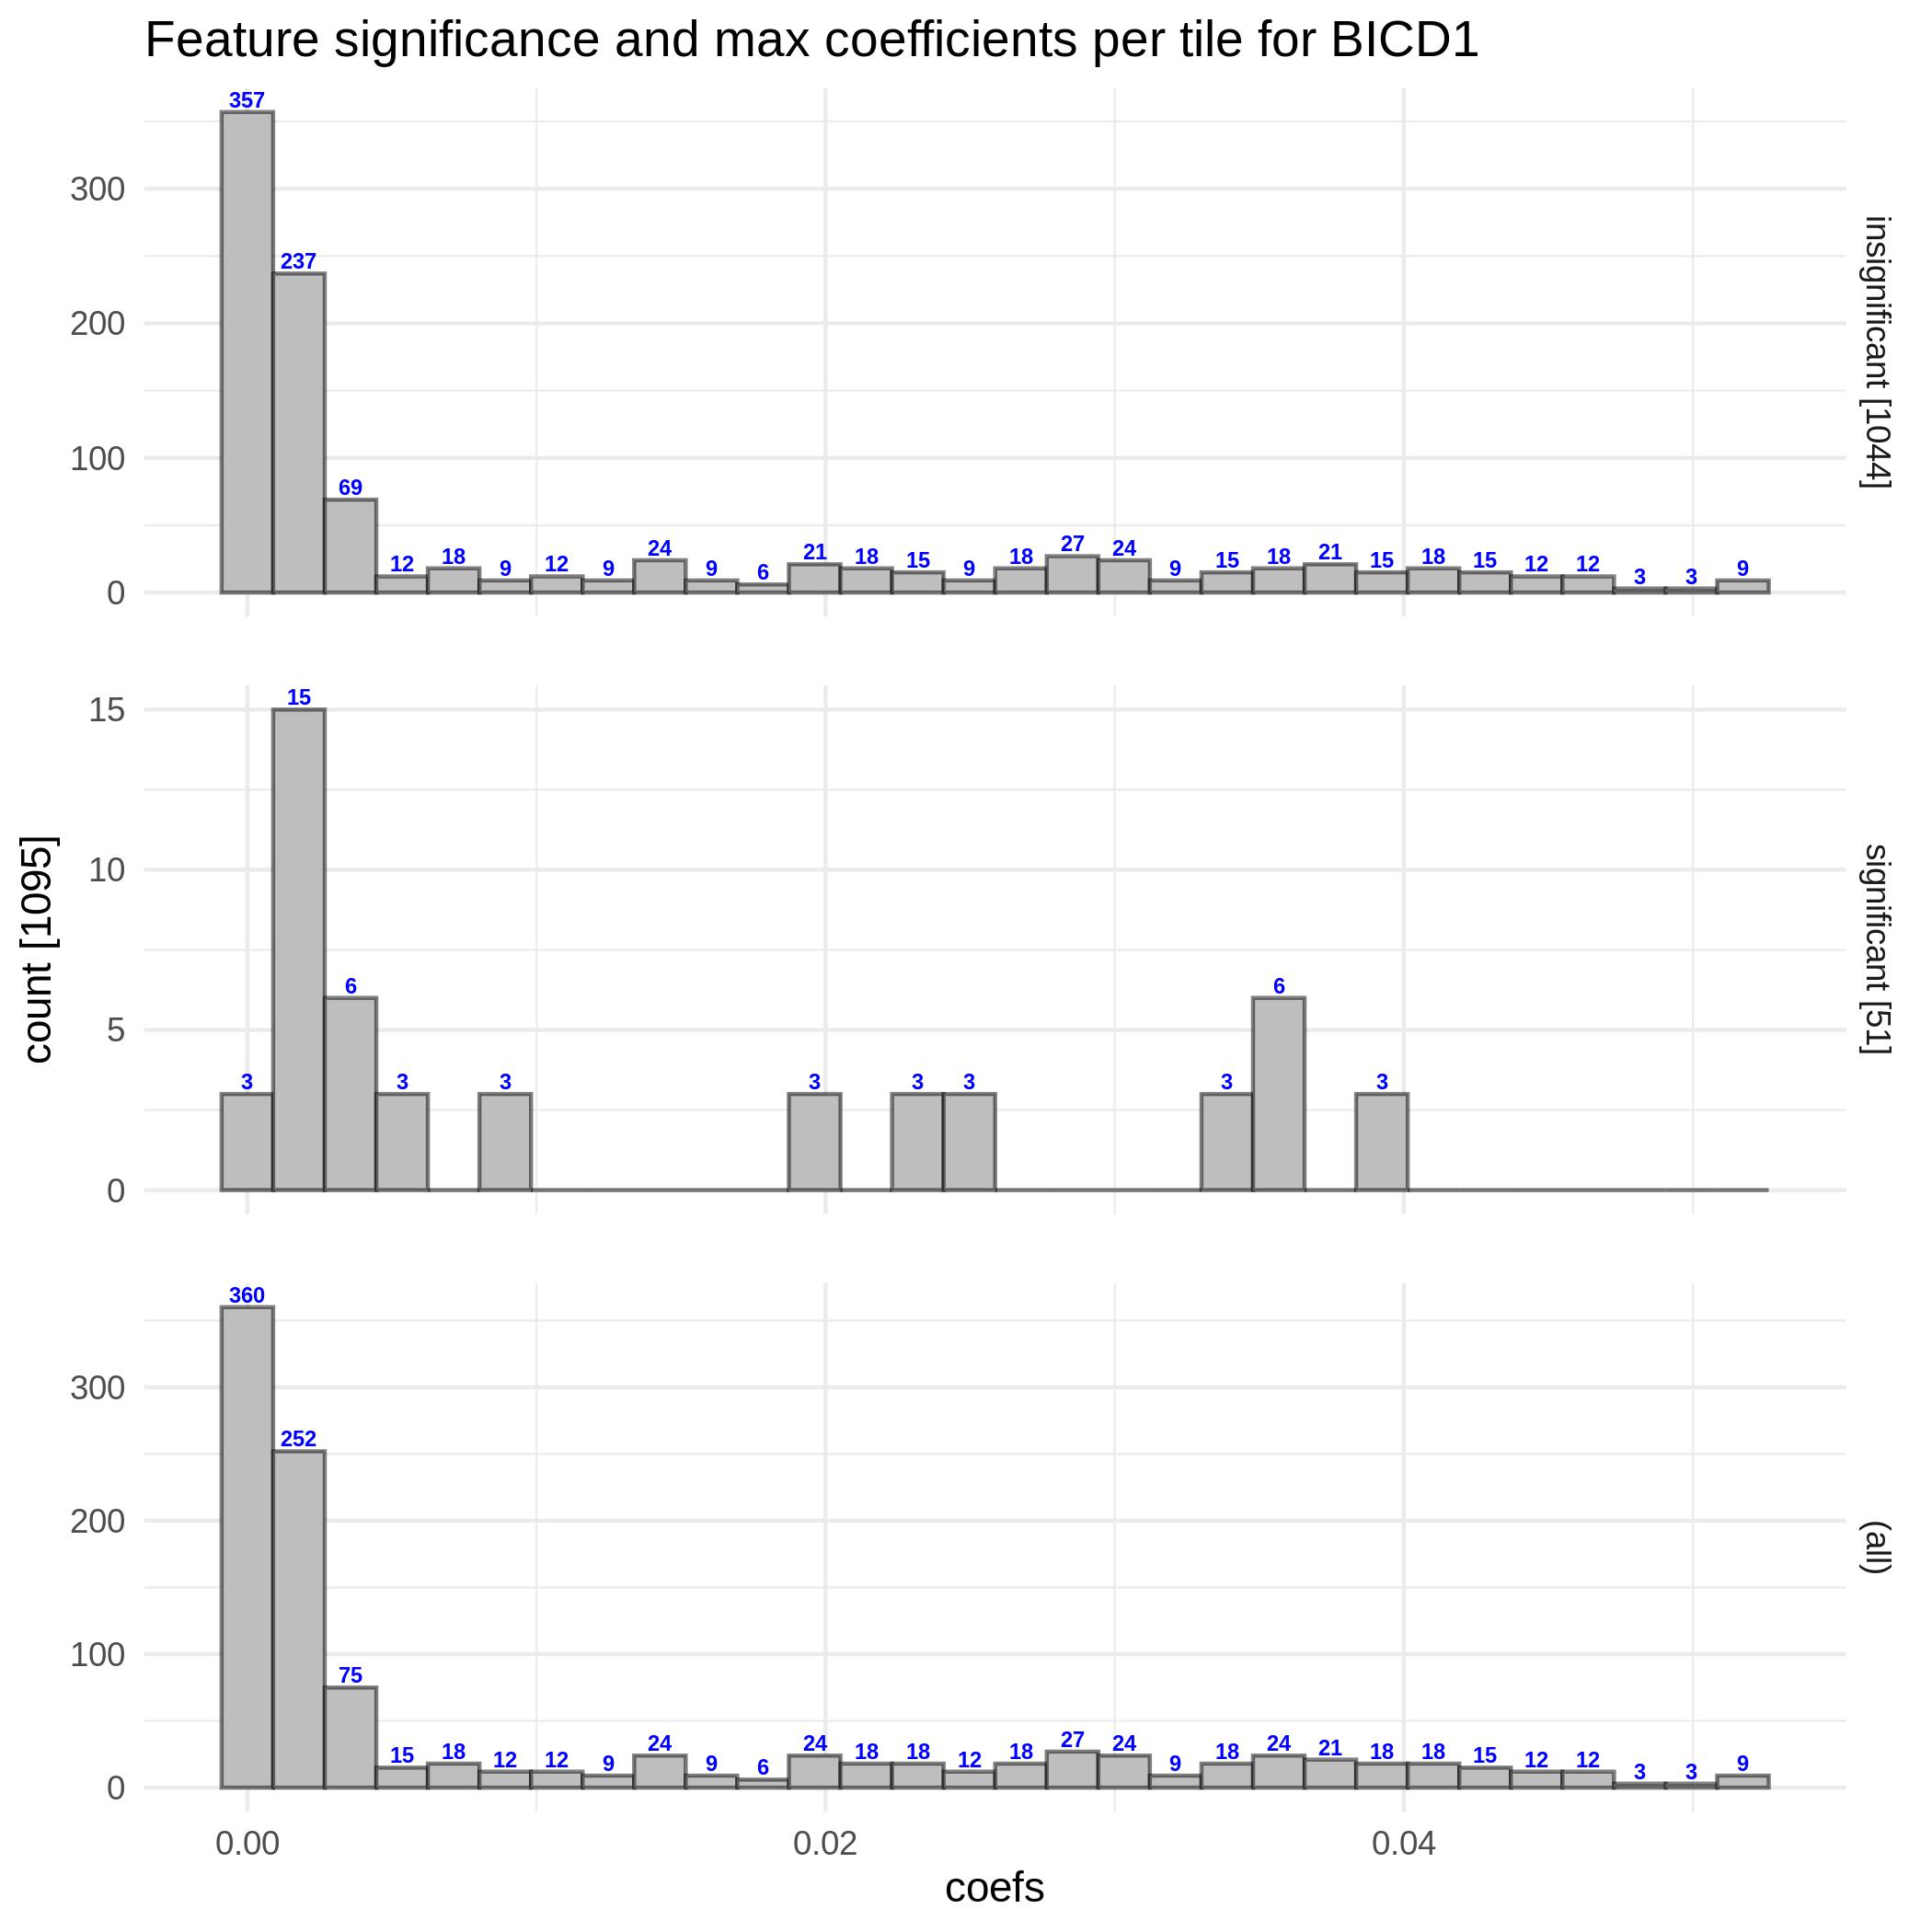 Feature significance and max coefficients per tile for BICD1
357
237
69
12 18 9 12 9 24 9 6 21 18 15 9 18 27 24 9 15 18 21 15 18 15 12 12 3 3 9
300
200
100
0
insignificant [1044]
15
6
3 3 3 3 3 3 3 6 3
15
10
5
0
significant [51]
count [1095]
360
252
75
15 18 12 12 9 24 9 6 24 18 18 12 18 27 24 9 18 24 21 18 18 15 12 12 3 3 9
300
200
100
0
(all)
0.00 0.02 0.04
coefs